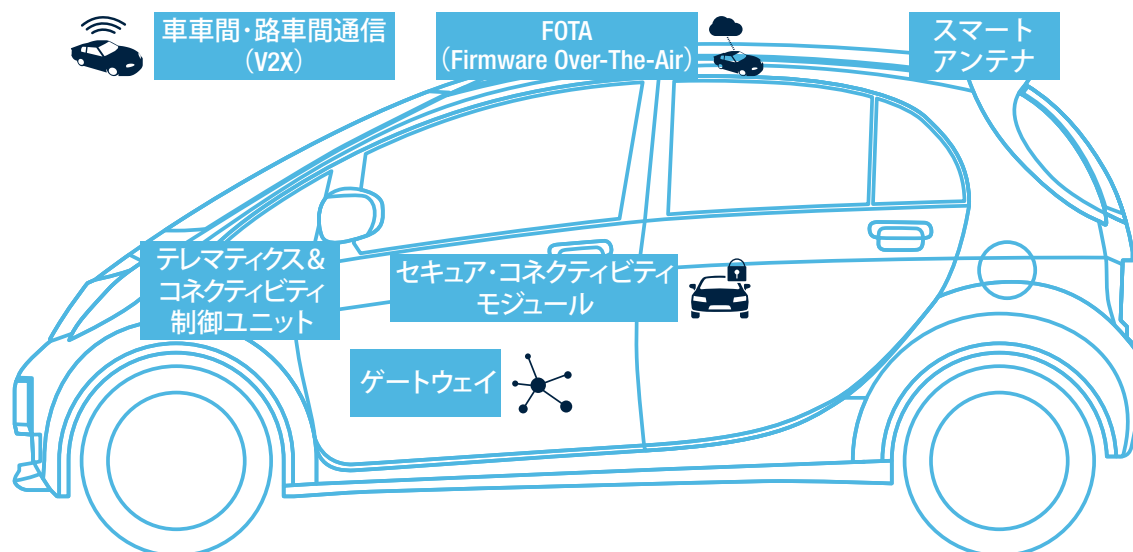 車車間・路車間通信
（V2X）
FOTA
（Firmware Over-The-Air）
スマート
アンテナ
テレマティクス＆
コネクティビティ
制御ユニット
セキュア・コネクティビティ
モジュール
ゲートウェイ